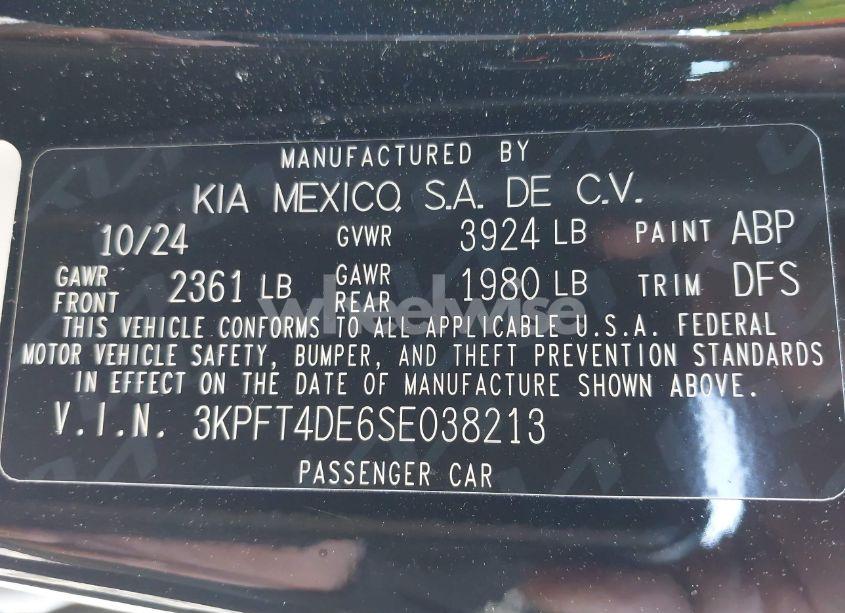 MANUFACTURED BY
KIA MEXICO, S.A. DE C.V.
10/24 GVWR 3924 LB PAINT ABP
GAWR FRONT 2361 LB GAWR REAR 1980 LB TRIM DFS
wheelwise
THIS VEHICLE CONFORMS TO ALL APPLICABLE U.S.A. FEDERAL
MOTOR VEHICLE SAFETY, BUMPER, AND THEFT PREVENTION STANDARDS
IN EFFECT ON THE DATE OF MANUFACTURE SHOWN ABOVE.
V.I.N. 3KPFT4DE6SE038213
PASSENGER CAR